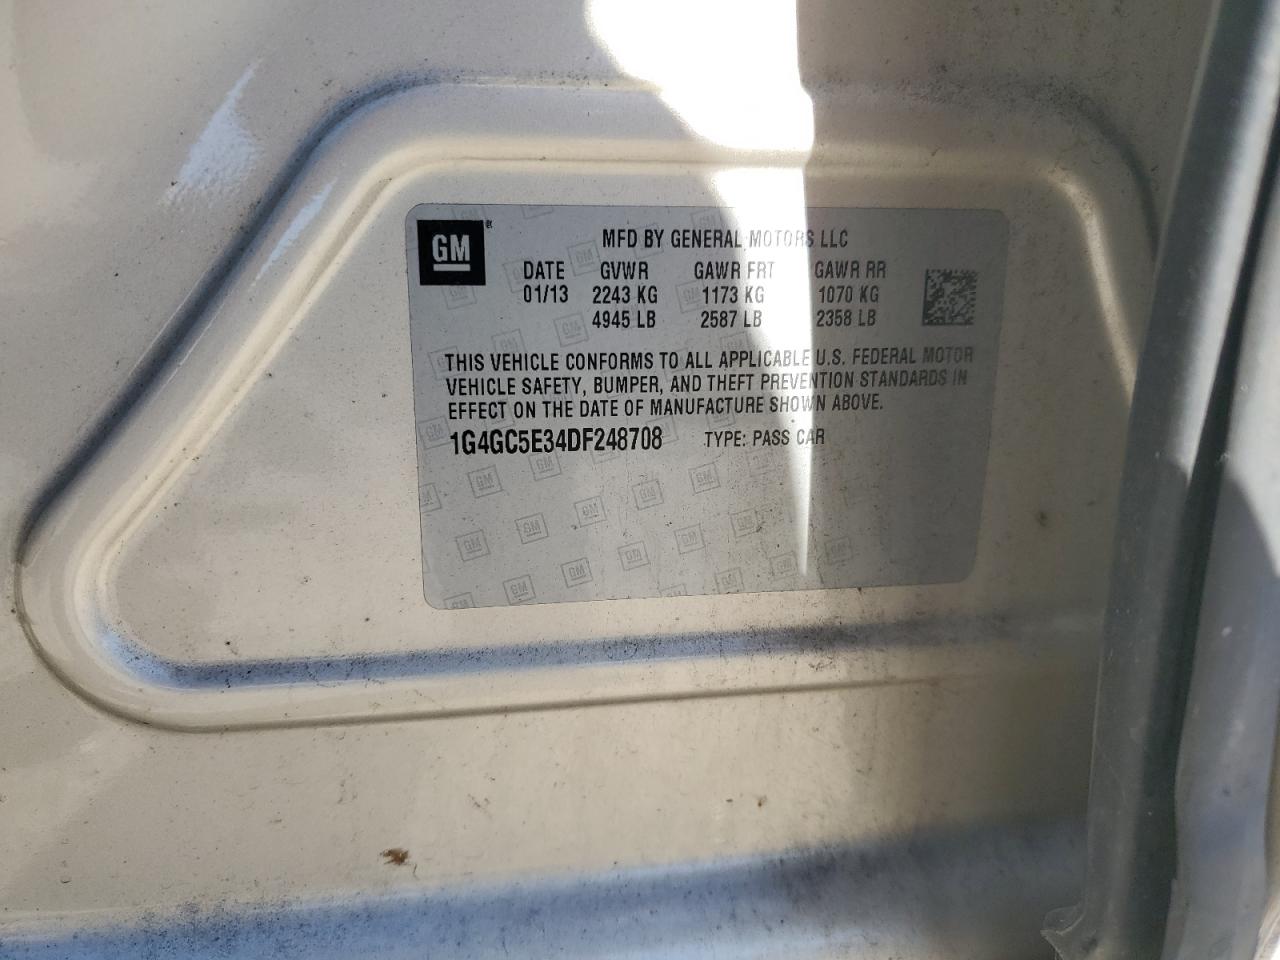 GM
MFD BY GENERAL MOTORS LLC
DATE GVWR GAWR FRT GAWR RR
01/13 2243 KG 1173 KG 1070 KG
4945 LB 2587 LB 2358 LB
THIS VEHICLE CONFORMS TO ALL APPLICABLE U.S. FEDERAL MOTOR
VEHICLE SAFETY, BUMPER, AND THEFT PREVENTION STANDARDS IN
EFFECT ON THE DATE OF MANUFACTURE SHOWN ABOVE.
1G4GC5E34DF248708 TYPE: PASS CAR